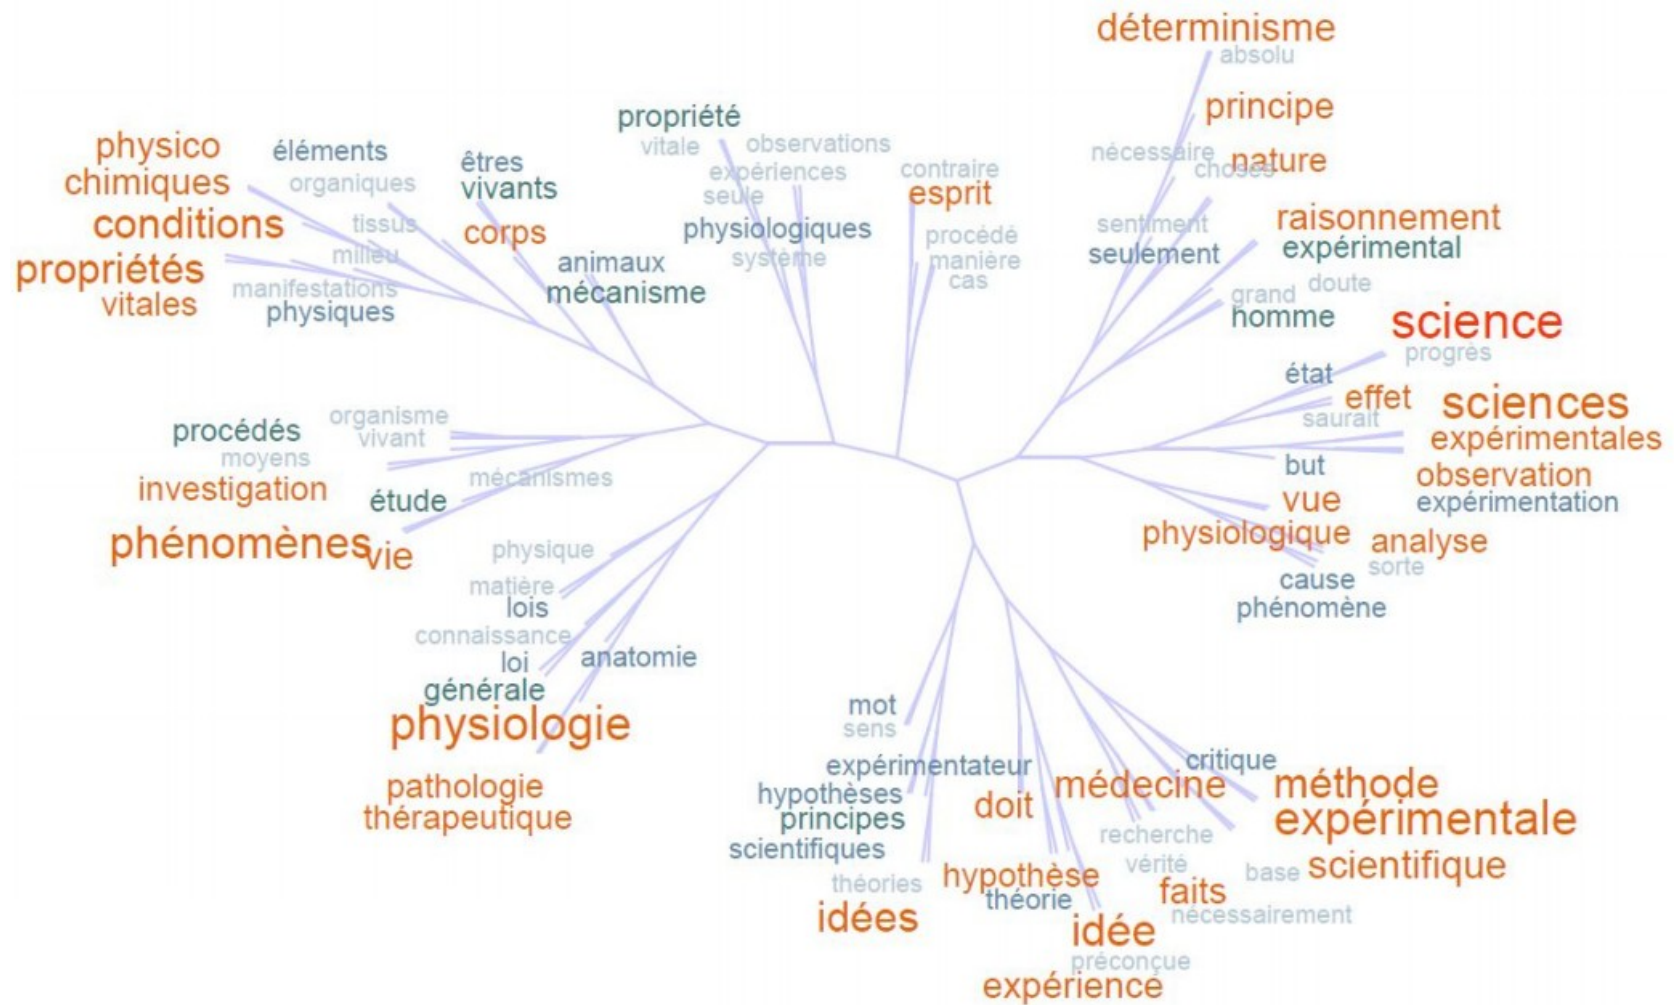 déterminisme
absolu
principe
nécessaire
nature
choses
sentiment
seulement
raisonnement
expérimental
doute
grand
homme
science
progrès
état
effet
saurait
sciences
expérimentales
but
observation
vue
expérimentation
physiologique
analyse
sorte
cause
phénomène
propriété
vitale
observations
expériences
seule
physiologiques
système
contraire
esprit
procédé
manière
cas
physico
chimiques
éléments
organiques
êtres
vivants
conditions
tissus
corps
propriétés
milieu
vitales
manifestations
physiques
animaux
mécanisme
organisme
procédés
vivant
moyens
investigation
mécanismes
étude
phénomènes
vie
physique
matière
lois
connaissance
loi
anatomie
générale
physiologie
pathologie
thérapeutique
mot
sens
expérimentateur
hypothèses
principes
scientifiques
théories
idées
doit
hypothèse
théorie
idée
préconçue
expérience
médecine
critique
recherche
vérité
faits
méthode
expérimentale
base scientifique
nécessairement